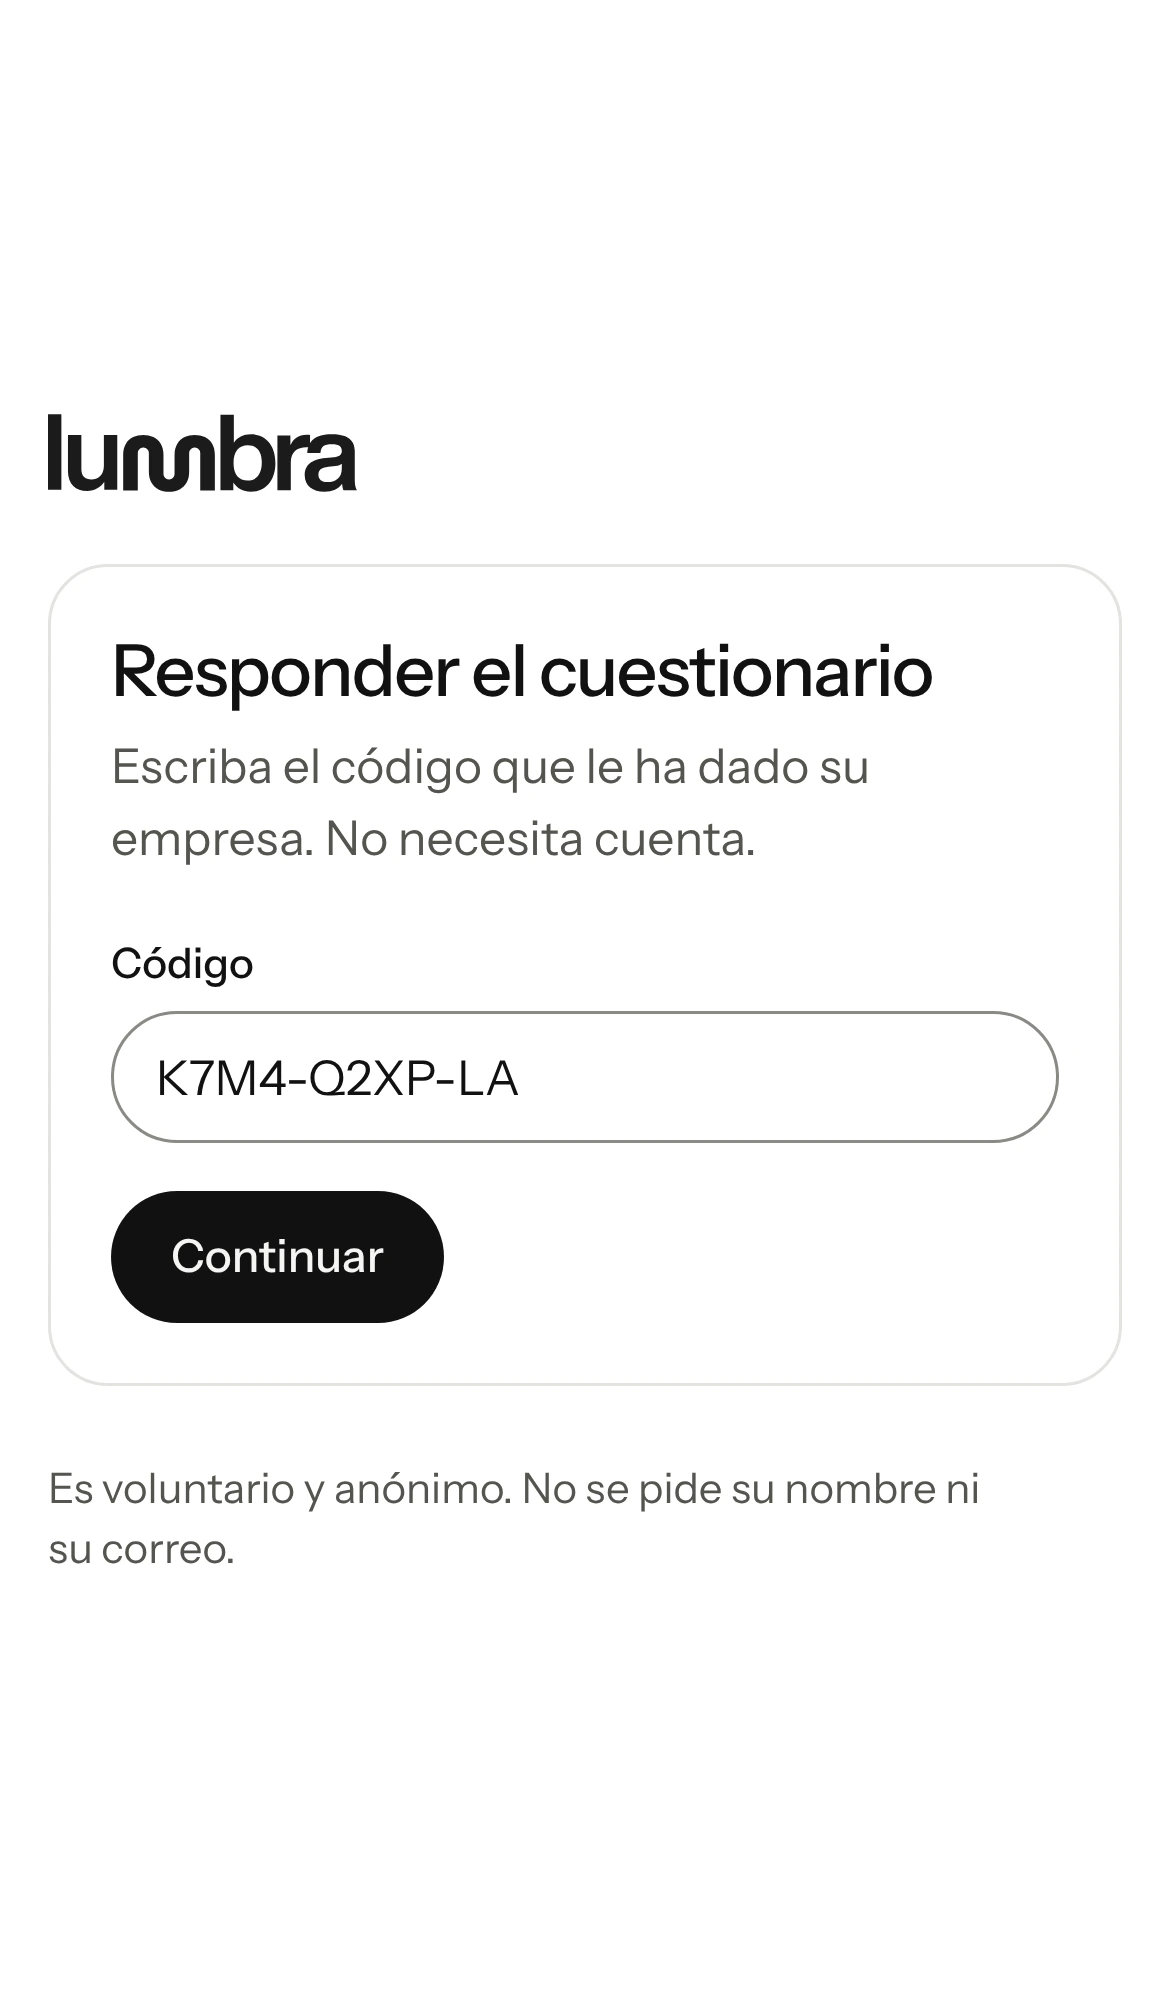 lumbra
Responder el cuestionario
Escriba el código que le ha dado su
empresa. No necesita cuenta.
Código
K7M4-Q2XP-LA
Continuar
Es voluntario y anónimo. No se pide su nombre ni
su correo.